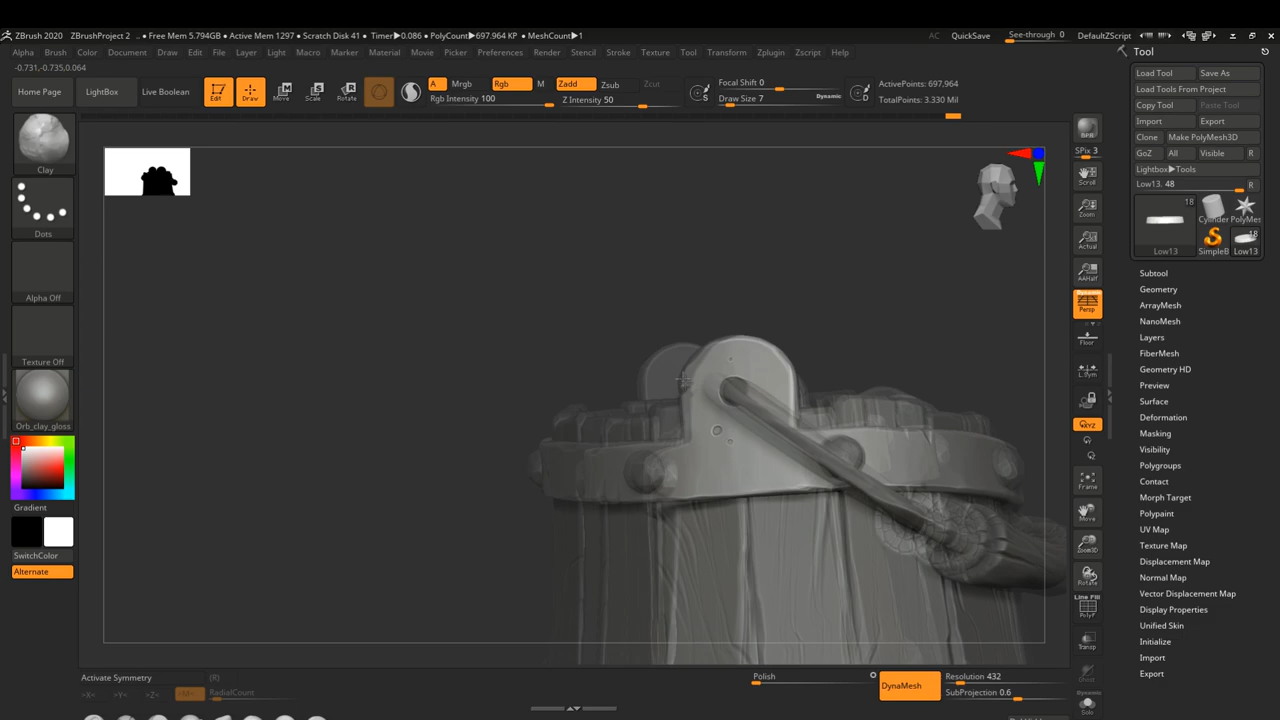 ZBrush 2020 ZBrushProject 2 • Free Mem 5.794GB • Active Mem 1297 • Scratch Disk 41 • Timer▶0.086 • PolyCount▶697.964 KP • MeshCount▶1
AC QuickSave See-through 0 DefaultZScript
Alpha Brush Color Document Draw Edit File Layer Light Macro Marker Material Movie Picker Preferences Render Stencil Stroke Texture Tool Transform Zplugin Zscript Help
-0.731,-0.735,0.064
Home Page LightBox Live Boolean
Edit Draw Move Scale Rotate
A Mrgb Rgb M Zadd Zsub Zcut
Rgb Intensity 100 Z Intensity 50
S Focal Shift 0
Draw Size 7 Dynamic D
ActivePoints: 697.964
TotalPoints: 3.330 Mil
Clay
Dots
Alpha Off
Texture Off
Orb_clay_gloss
Gradient
SwitchColor
Alternate
BPR
SPix 3
Scroll
Zoom
Actual
AAHalf
Dynamic
Persp
Floor
L.Sym
XYZ
Y
Z
Frame
Move
Zoom3D
Rotate
Line Fill
PolyF
Transp
Ghost
Dynamic
Solo
Tool
Load Tool Save As
Load Tools From Project
Copy Tool Paste Tool
Import Export
Clone Make PolyMesh3D
GoZ All Visible R
Lightbox▶Tools
Low13. 48 R
18
Cylinder PolyMes
18
Low13 SimpleB Low13
Subtool
Geometry
ArrayMesh
NanoMesh
Layers
FiberMesh
Geometry HD
Preview
Surface
Deformation
Masking
Visibility
Polygroups
Contact
Morph Target
Polypaint
UV Map
Texture Map
Displacement Map
Normal Map
Vector Displacement Map
Display Properties
Unified Skin
Initialize
Import
Export
Activate Symmetry (R)
>X< >Y< >Z< >M< RadialCount
Polish
DynaMesh
Resolution 432
SubProjection 0.6